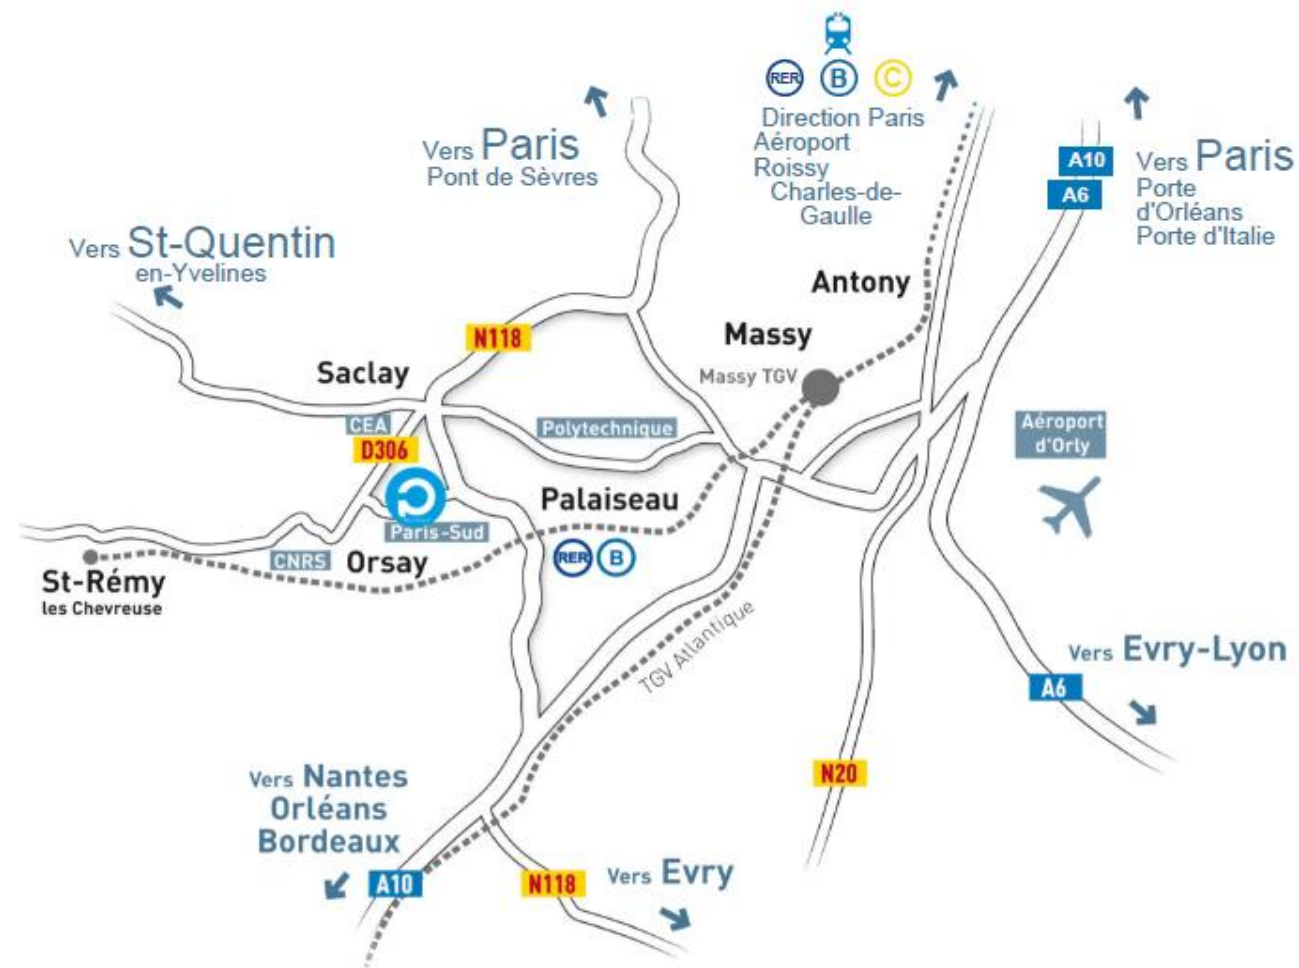 RER B C
Direction Paris
Aéroport
Roissy
Charles-de-
Gaulle
Vers Paris
Pont de Sèvres
A10
A6
Vers Paris
Porte
d'Orléans
Porte d'Italie
Vers St-Quentin
en-Yvelines
Antony
N118
Massy
Massy TGV
Saclay
CEA
D306
Polytechnique
Aéroport
d'Orly
Palaiseau
Paris-Sud
RER B
CNRS
Orsay
St-Rémy
les Chevreuse
TGV Atlantique
Vers Evry-Lyon
A6
N20
Vers Nantes
Orléans
Bordeaux
A10
N118
Vers Evry